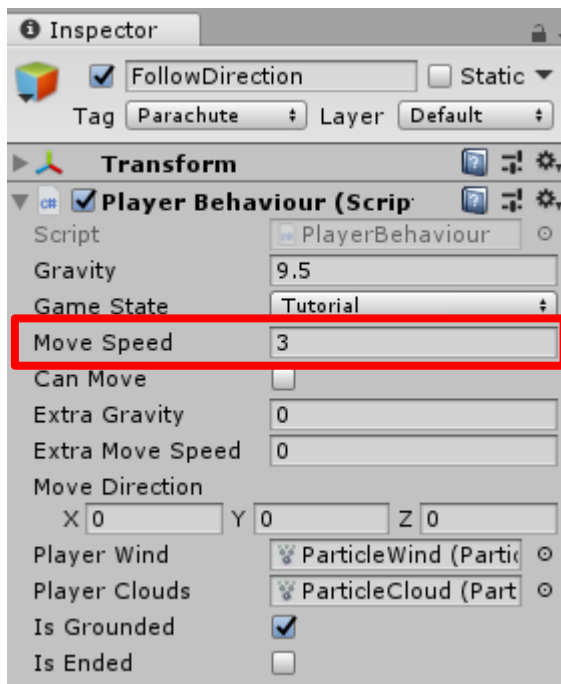 Inspector
FollowDirection Static
Tag Parachute Layer Default
Transform
c# Player Behaviour (Scrip
Script PlayerBehaviour
Gravity 9.5
Game State Tutorial
Move Speed 3
Can Move
Extra Gravity 0
Extra Move Speed 0
Move Direction
X 0 Y 0 Z 0
Player Wind ParticleWind (Partic
Player Clouds ParticleCloud (Part
Is Grounded
Is Ended